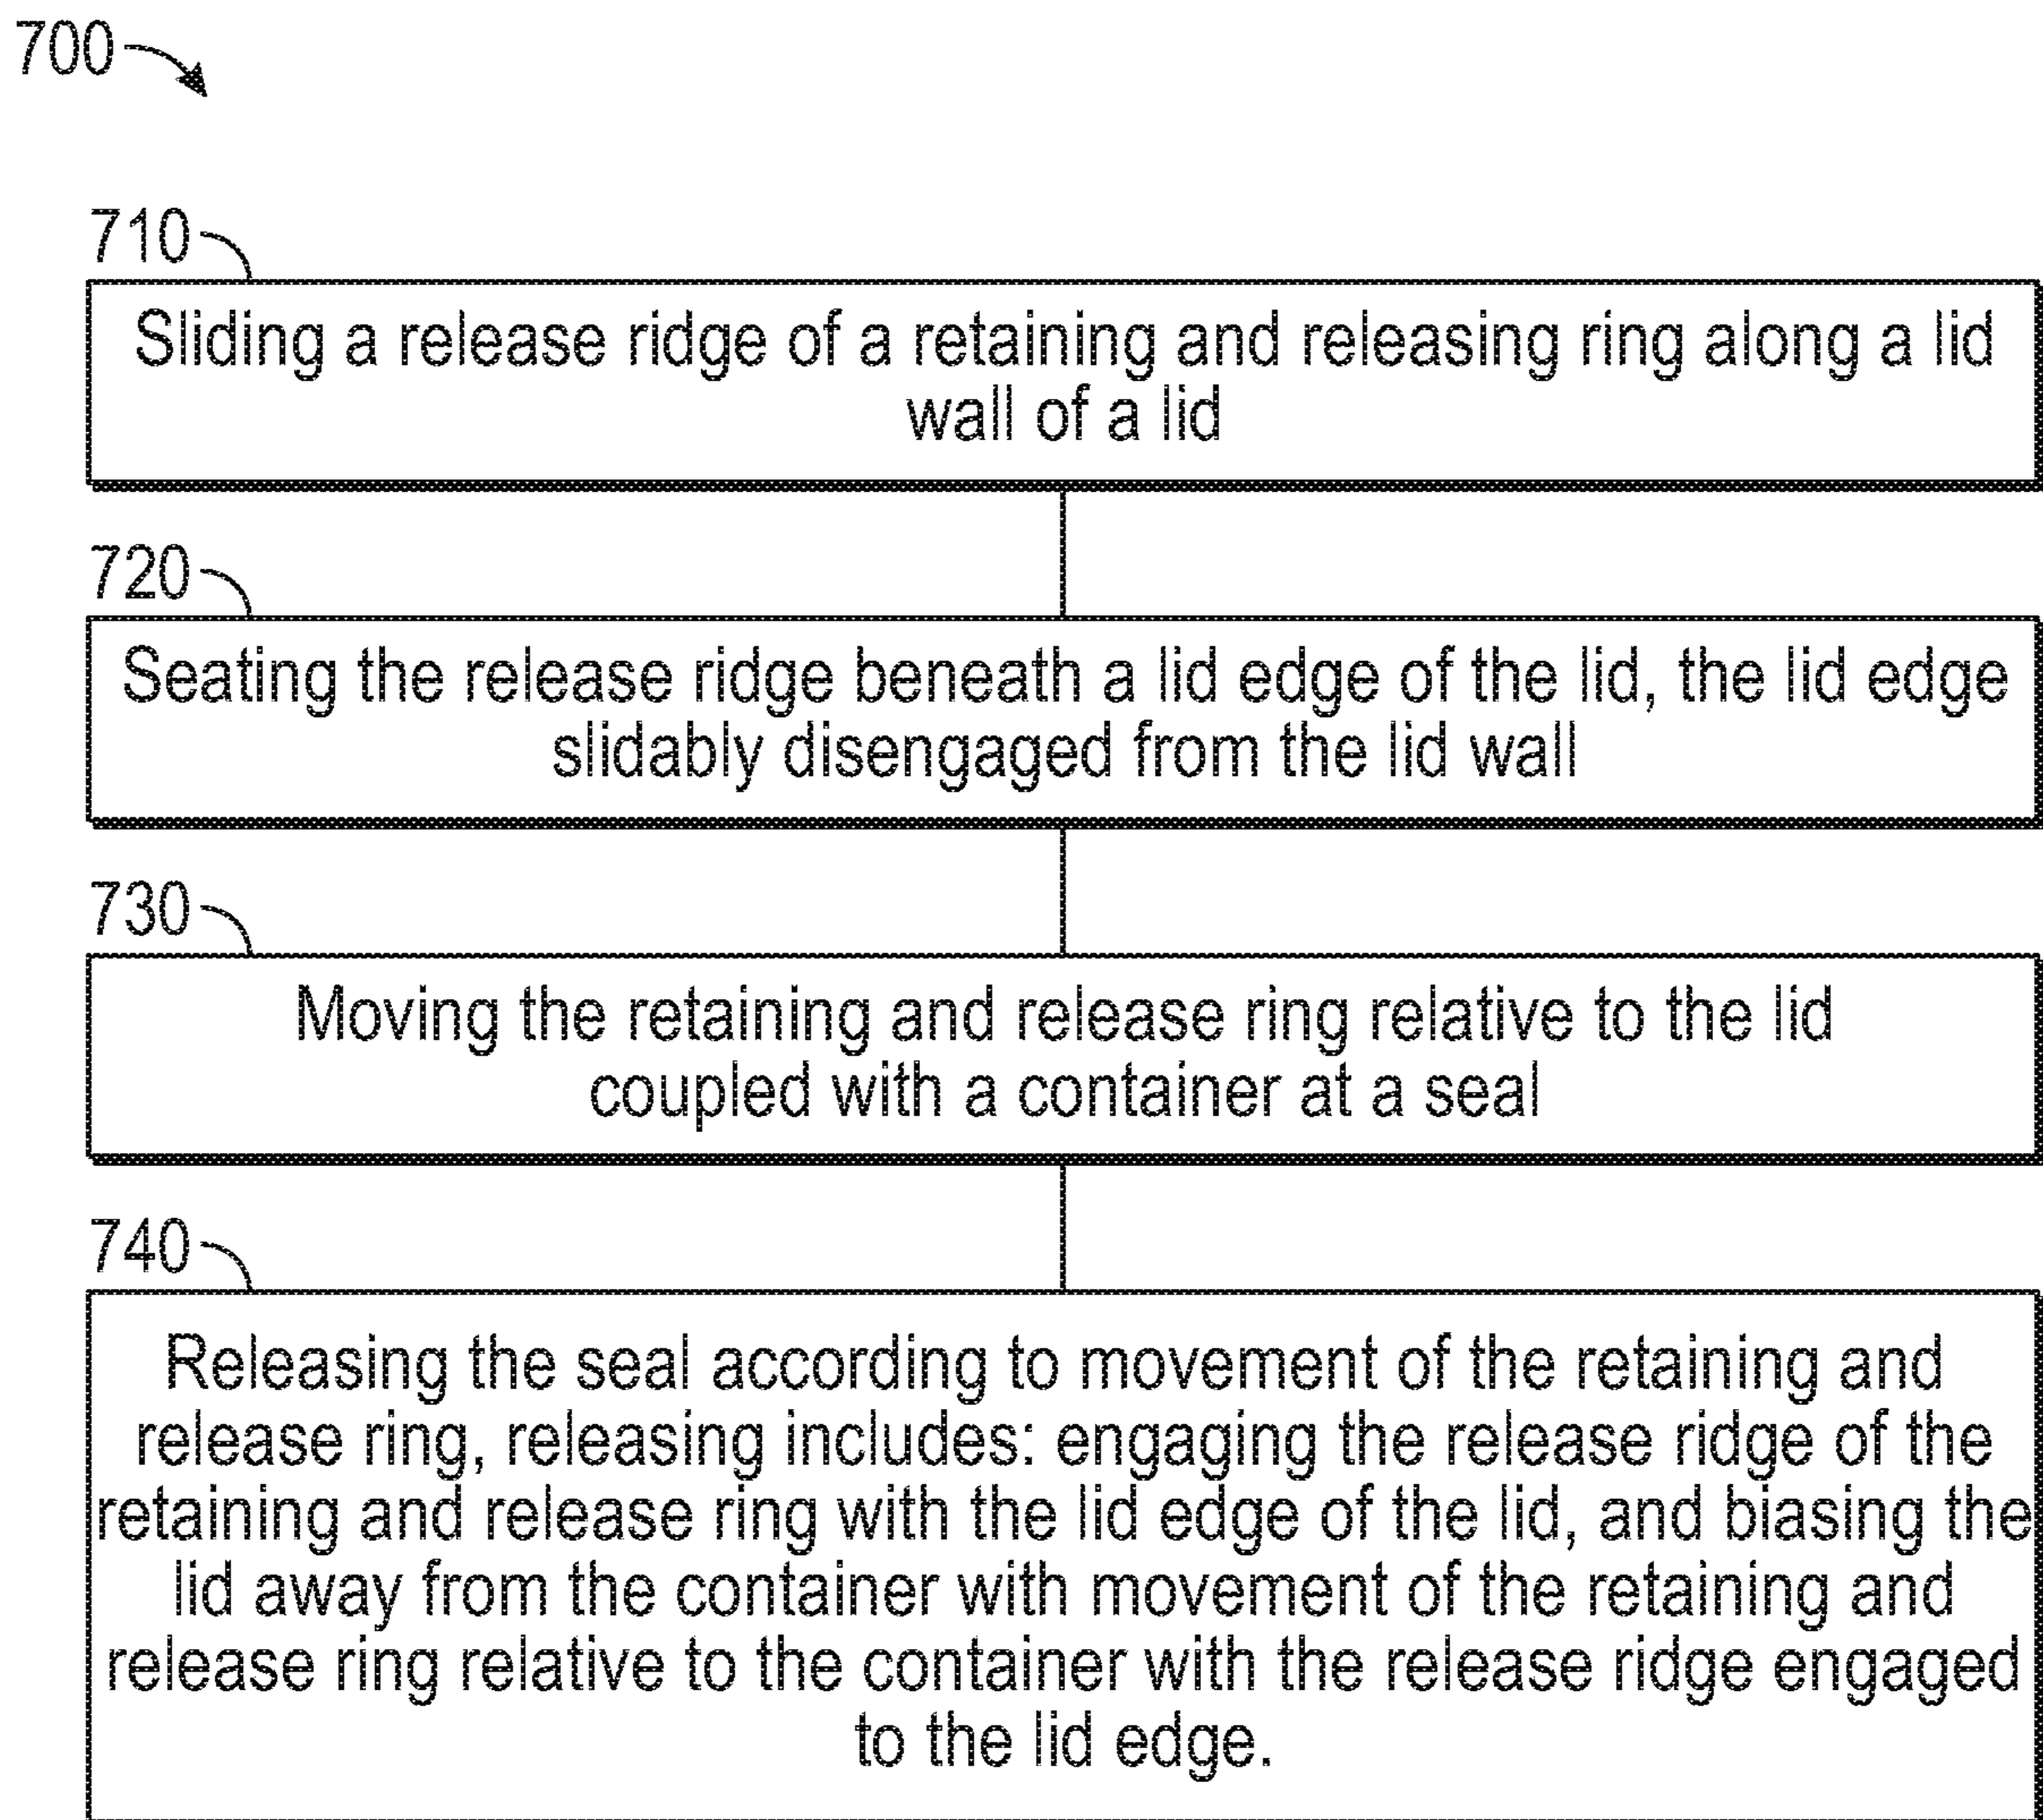 700
710
Sliding a release ridge of a retaining and releasing ring along a lid
wall of a lid
720
Seating the release ridge beneath a lid edge of the lid, the lid edge
slidably disengaged from the lid wall
730
Moving the retaining and release ring relative to the lid
coupled with a container at a seal
740
Releasing the seal according to movement of the retaining and
release ring, releasing includes: engaging the release ridge of the
retaining and release ring with the lid edge of the lid, and biasing the
lid away from the container with movement of the retaining and
release ring relative to the container with the release ridge engaged
to the lid edge.